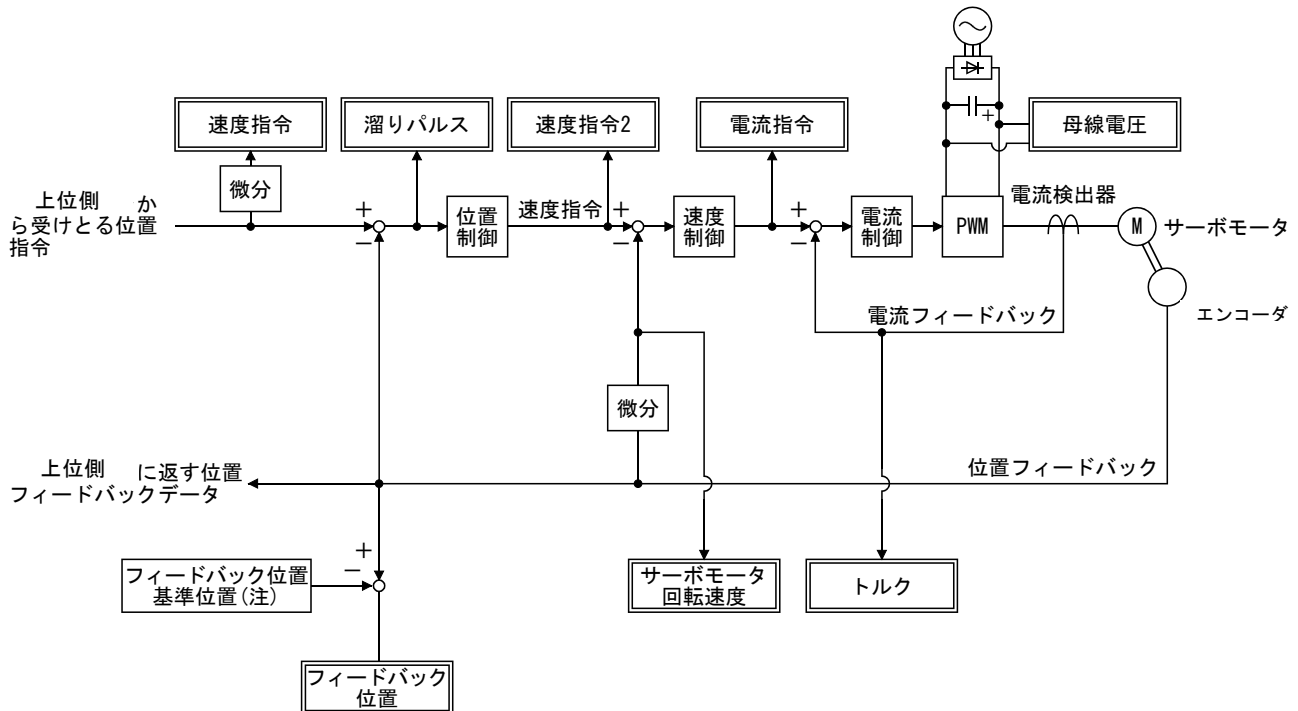 速度指令
溜りパルス
速度指令2
電流指令
母線電圧
微分
上位側 か
ら受けとる位置
指令
+
−
位置
制御
速度指令
+
−
速度
制御
+
−
電流
制御
PWM
+
電流検出器
M
サーボモータ
エンコーダ
電流フィードバック
微分
上位側 に返す位置
フィードバックデータ
位置フィードバック
+
−
フィードバック位置
基準位置(注)
サーボモータ
回転速度
トルク
フィードバック
位置